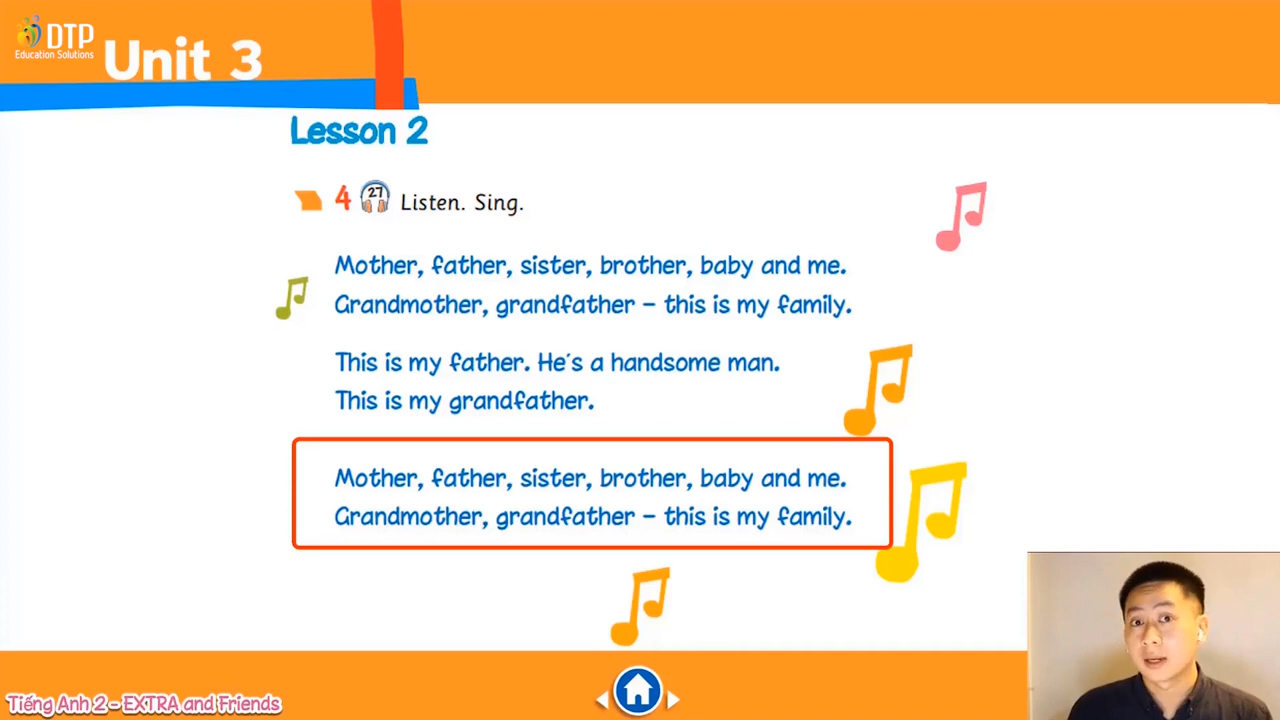 DTP
Education Solutions
Unit 3
Lesson 2
4 27 Listen. Sing.
Mother, father, sister, brother, baby and me.
Grandmother, grandfather – this is my family.
This is my father. He's a handsome man.
This is my grandfather.
Mother, father, sister, brother, baby and me.
Grandmother, grandfather – this is my family.
Tiếng Anh 2 - EXTRA and Friends